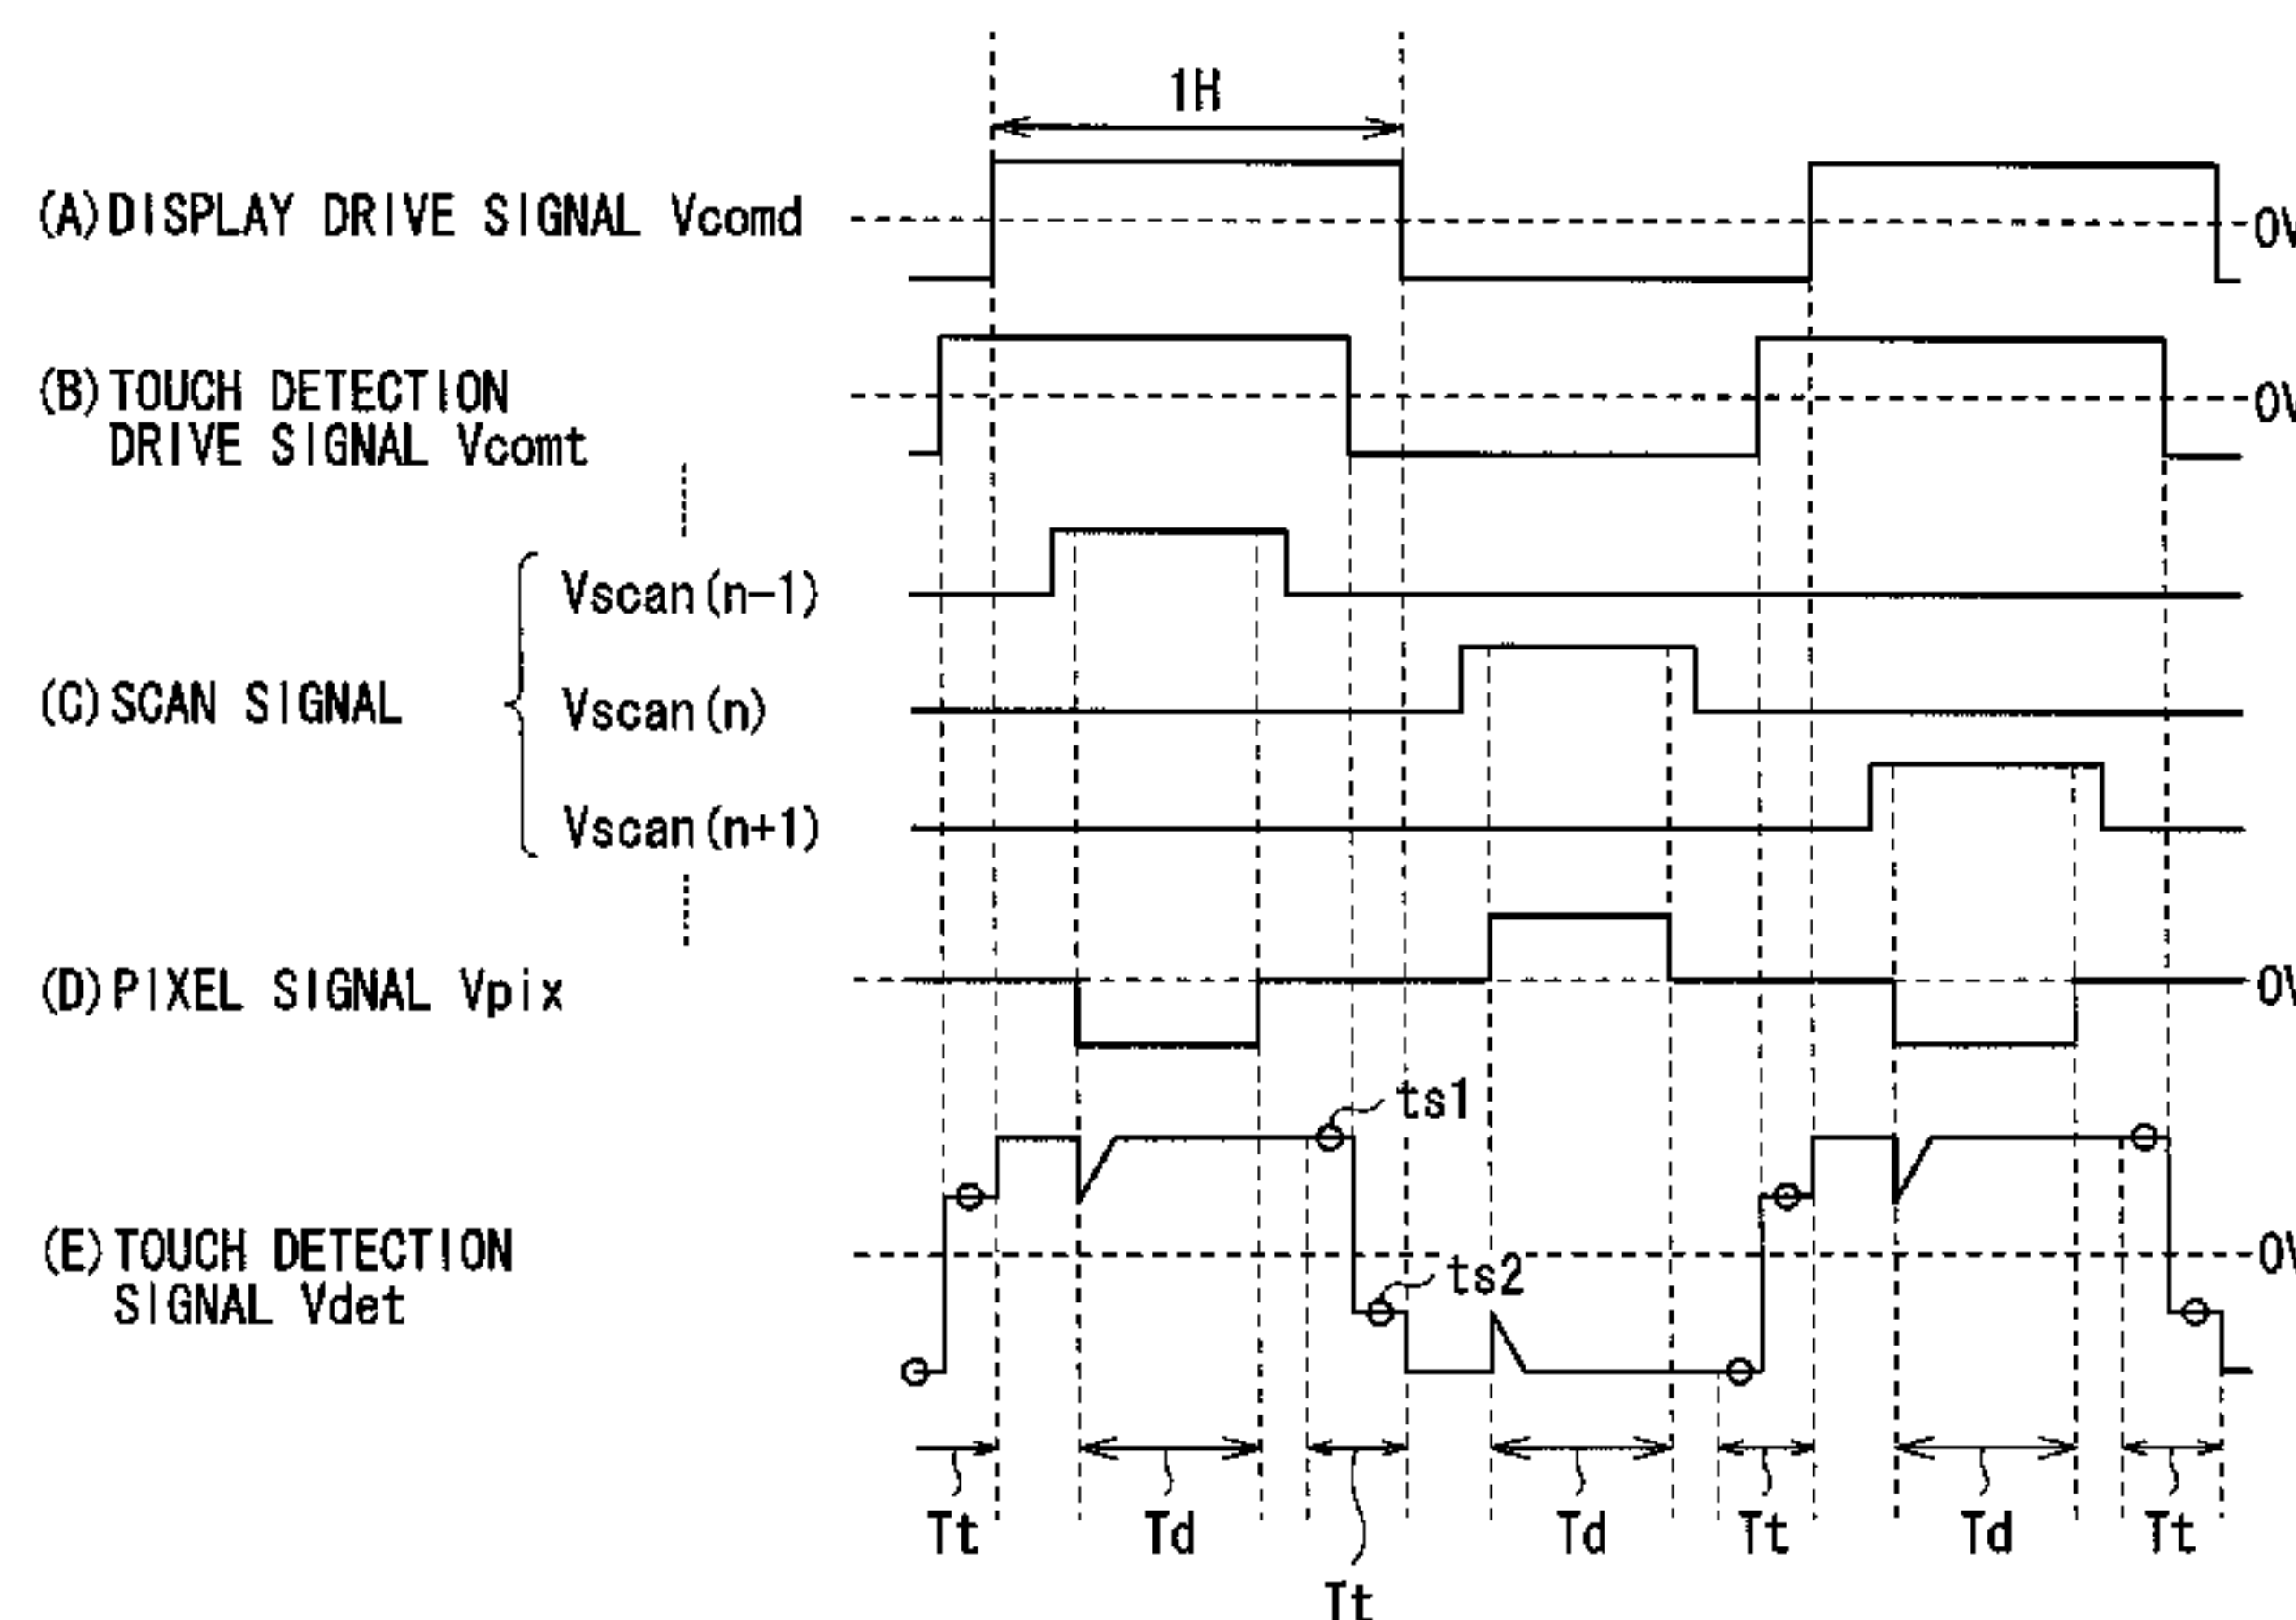 1H
(A) DISPLAY DRIVE SIGNAL Vcomd
0V
(B) TOUCH DETECTION
DRIVE SIGNAL Vcomt
0V
Vscan(n-1)
(C) SCAN SIGNAL
Vscan(n)
Vscan(n+1)
(D) PIXEL SIGNAL Vpix
0V
ts1
(E) TOUCH DETECTION
SIGNAL Vdet
0V
ts2
Tt
Td
Tt
Td
Tt
Td
Tt